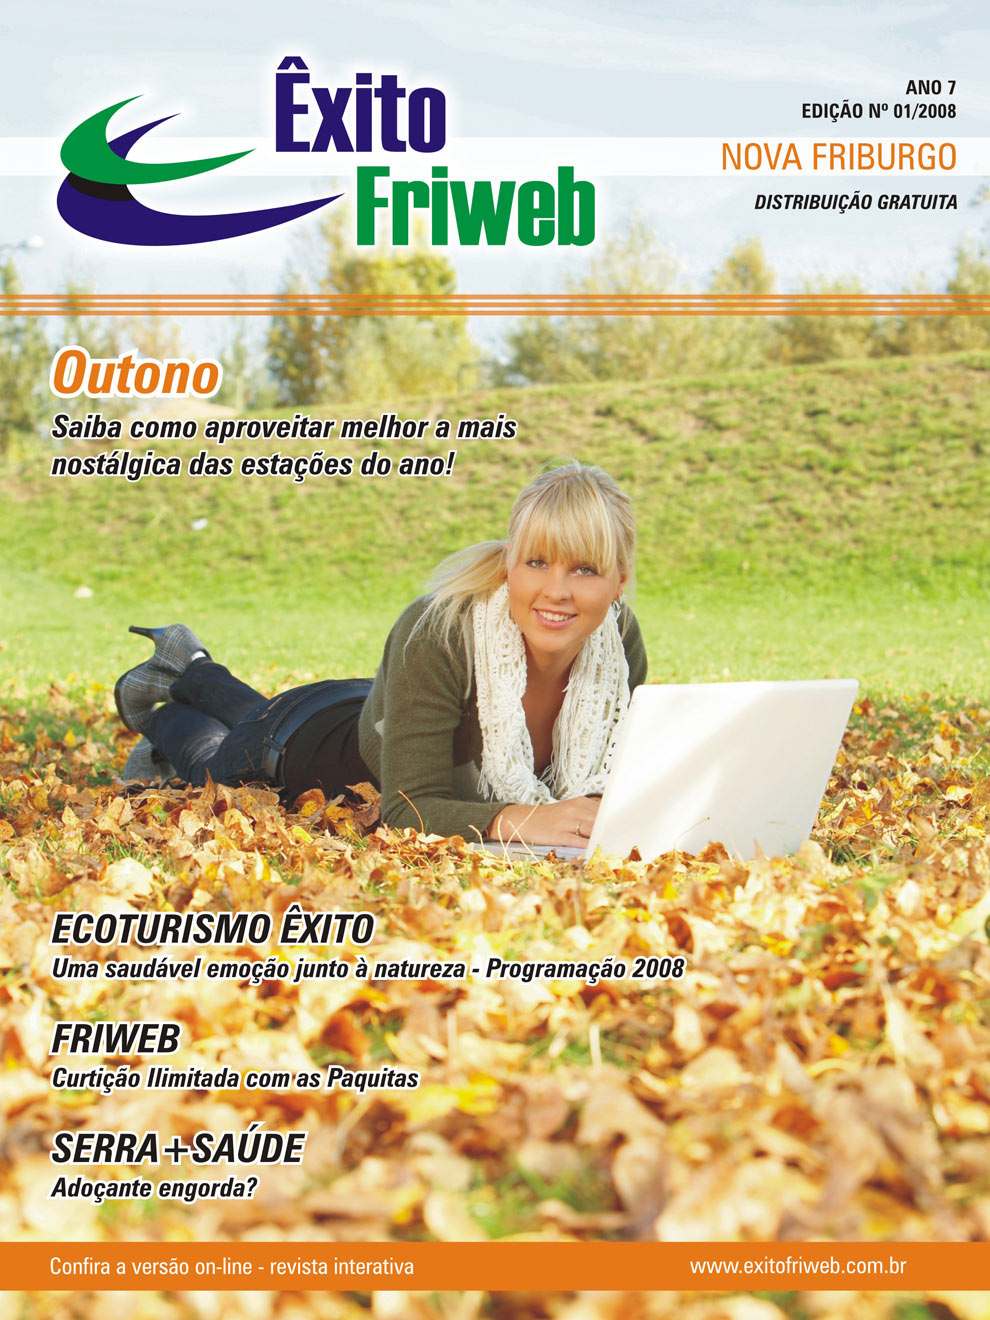 Êxito
Friweb
ANO 7
EDIÇÃO Nº 01/2008
NOVA FRIBURGO
DISTRIBUIÇÃO GRATUITA
Outono
Saiba como aproveitar melhor a mais
nostálgica das estações do ano!
ECOTURISMO ÊXITO
Uma saudável emoção junto à natureza - Programação 2008
FRIWEB
Curtição Ilimitada com as Paquitas
SERRA+SAÚDE
Adoçante engorda?
Confira a versão on-line - revista interativa
www.exitofriweb.com.br